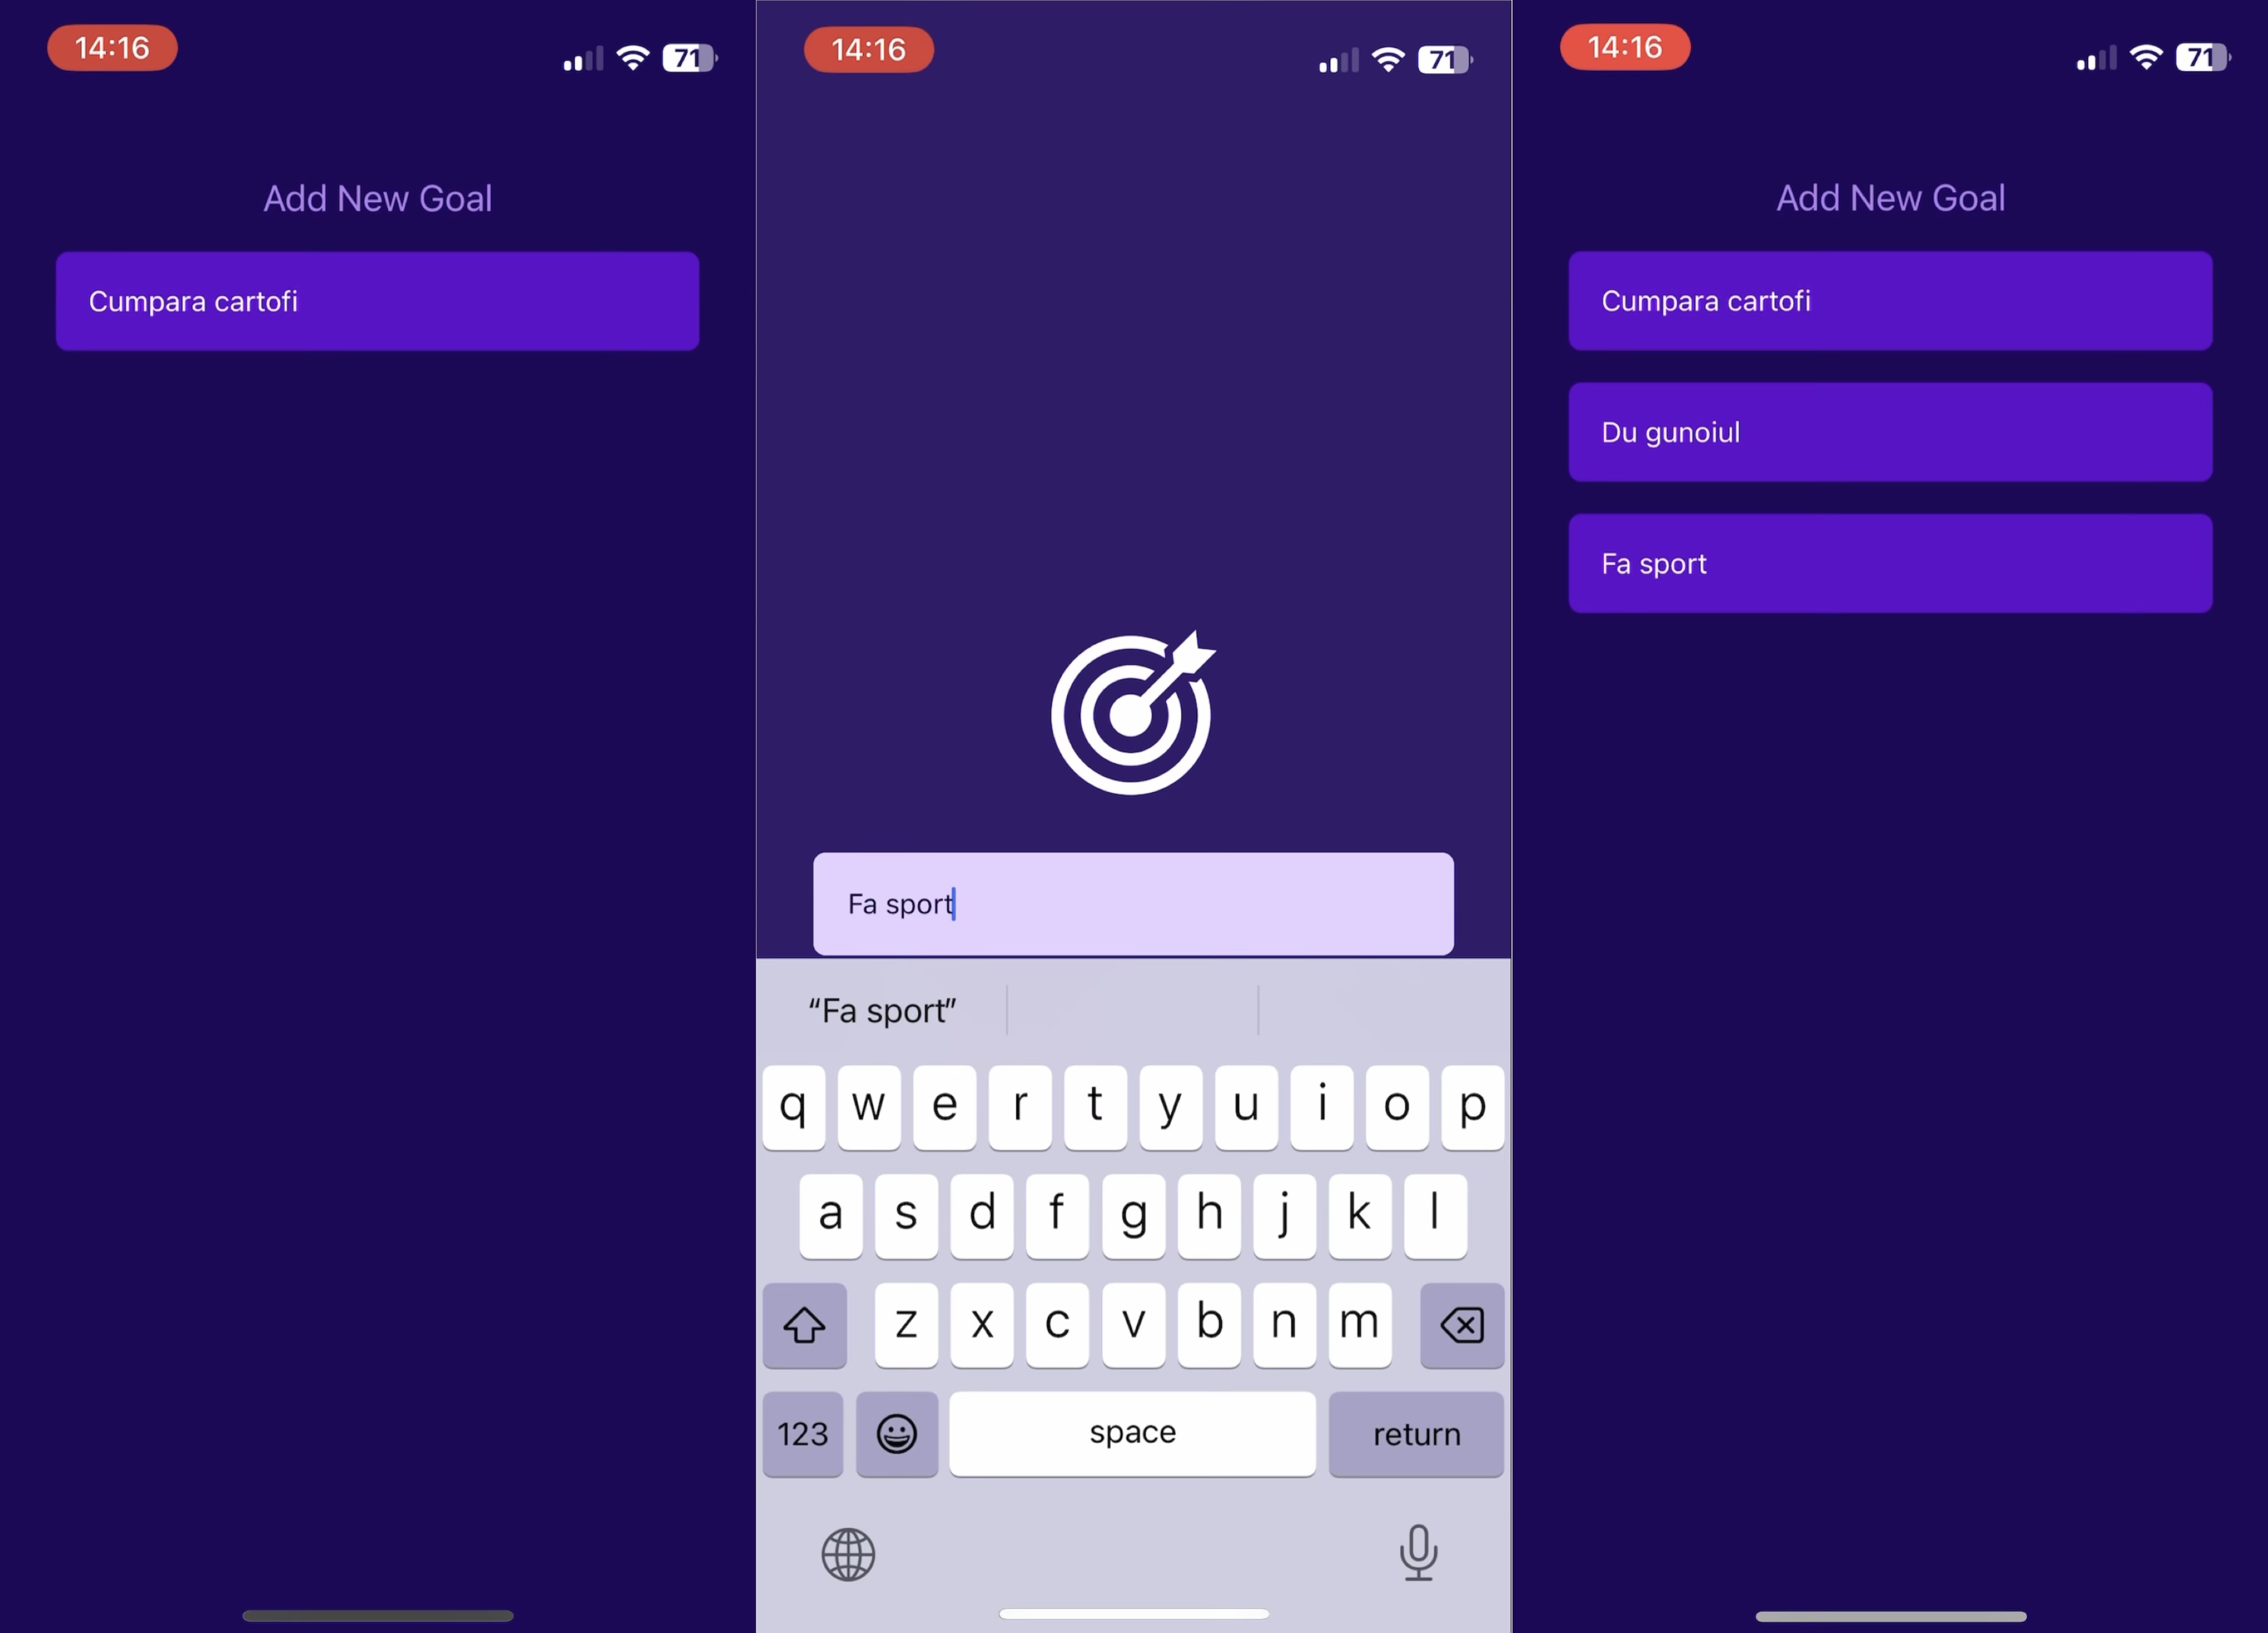 14:16
71
Add New Goal
Cumpara cartofi
14:16
71
Fa sport
“Fa sport”
q w e r t y u i o p
a s d f g h j k l
z x c v b n m
123 space return
14:16
71
Add New Goal
Cumpara cartofi
Du gunoiul
Fa sport